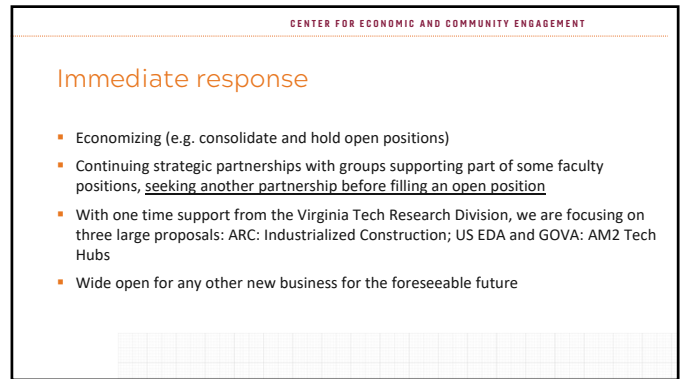 CENTER FOR ECONOMIC AND COMMUNITY ENGAGEMENT
Immediate response
▪ Economizing (e.g. consolidate and hold open positions)
▪ Continuing strategic partnerships with groups supporting part of some faculty
positions, seeking another partnership before filling an open position
▪ With one time support from the Virginia Tech Research Division, we are focusing on
three large proposals: ARC: Industrialized Construction; US EDA and GOVA: AM2 Tech
Hubs
▪ Wide open for any other new business for the foreseeable future